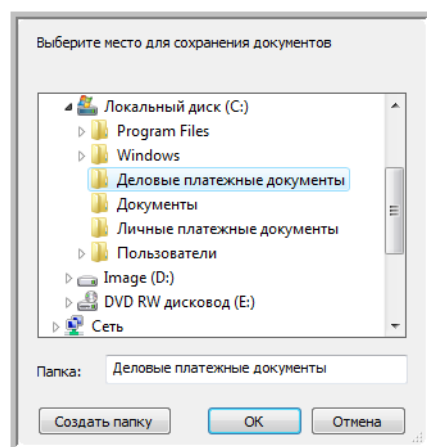 Выберите место для сохранения документов
Локальный диск (C:)
Program Files
Windows
Деловые платежные документы
Документы
Личные платежные документы
Пользователи
Image (D:)
DVD RW дисковод (E:)
Сеть
Папка: Деловые платежные документы
Создать папку OK Отмена